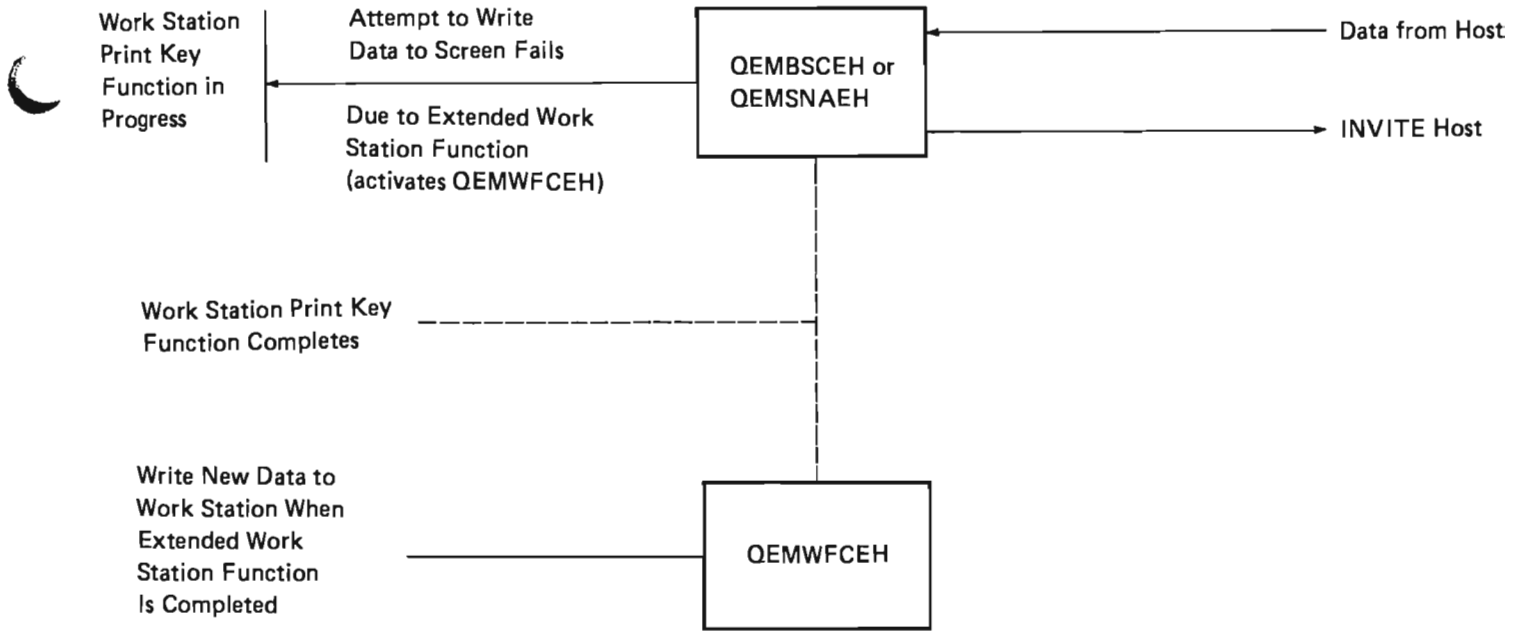 Work Station
Print Key
Function in
Progress
Attempt to Write
Data to Screen Fails
Due to Extended Work
Station Function
(activates QEMWFCEH)
QEMBSCEH or
QEMSNAEH
Data from Host
INVITE Host
Work Station Print Key
Function Completes
Write New Data to
Work Station When
Extended Work
Station Function
Is Completed
QEMWFCEH